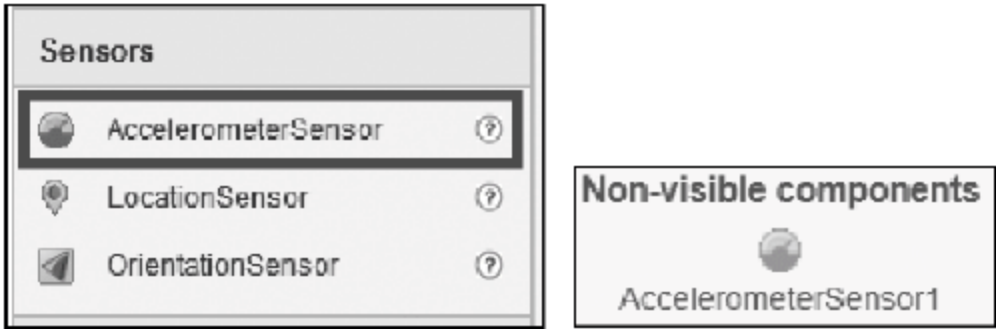 Sensors
AccelerometerSensor ?
LocationSensor ?
OrientationSensor ?
Non-visible components
AccelerometerSensor1